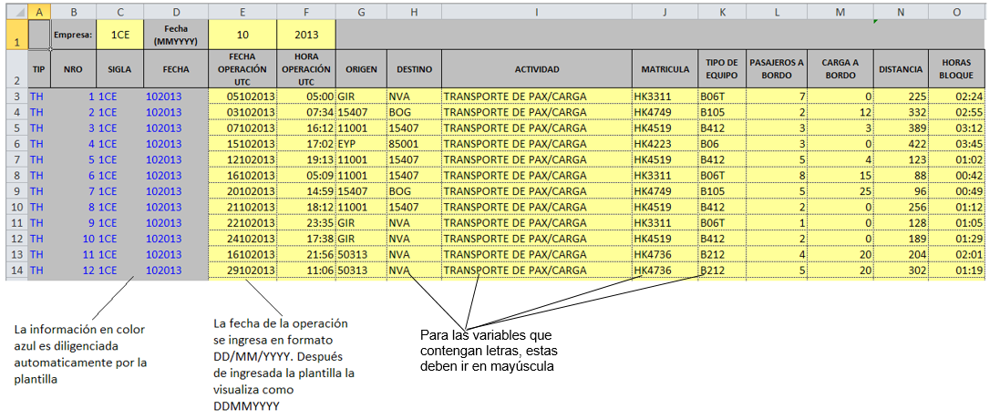 A B C D E F G H I J K L M N O
1 Empresa: 1CE Fecha (MMYYYY) 10 2013
2 TIP NRO SIGLA FECHA FECHA OPERACIÓN UTC HORA OPERACIÓN UTC ORIGEN DESTINO ACTIVIDAD MATRICULA TIPO DE EQUIPO PASAJEROS A BORDO CARGA A BORDO DISTANCIA HORAS BLOQUE
3 TH 1 1CE 102013 05102013 05:00 GIR NVA TRANSPORTE DE PAX/CARGA HK3311 B06T 7 0 225 02:24
4 TH 2 1CE 102013 03102013 07:34 15407 BOG TRANSPORTE DE PAX/CARGA HK4749 B105 2 12 332 02:55
5 TH 3 1CE 102013 07102013 16:12 11001 15407 TRANSPORTE DE PAX/CARGA HK4519 B412 3 3 389 03:12
6 TH 4 1CE 102013 15102013 17:02 EYP 85001 TRANSPORTE DE PAX/CARGA HK4223 B06 3 0 422 03:45
7 TH 5 1CE 102013 12102013 19:13 11001 15407 TRANSPORTE DE PAX/CARGA HK4519 B412 5 4 123 01:02
8 TH 6 1CE 102013 16102013 05:09 11001 15407 TRANSPORTE DE PAX/CARGA HK3311 B06T 8 15 88 00:42
9 TH 7 1CE 102013 20102013 14:59 15407 BOG TRANSPORTE DE PAX/CARGA HK4749 B105 5 25 96 00:49
10 TH 8 1CE 102013 21102013 18:12 11001 15407 TRANSPORTE DE PAX/CARGA HK4519 B412 2 0 256 01:12
11 TH 9 1CE 102013 22102013 23:35 GIR NVA TRANSPORTE DE PAX/CARGA HK3311 B06T 1 0 128 01:05
12 TH 10 1CE 102013 24102013 17:38 GIR NVA TRANSPORTE DE PAX/CARGA HK4519 B412 2 0 189 01:29
13 TH 11 1CE 102013 16102013 21:56 50313 NVA TRANSPORTE DE PAX/CARGA HK4736 B212 4 20 204 02:01
14 TH 12 1CE 102013 29102013 11:06 50313 NVA TRANSPORTE DE PAX/CARGA HK4736 B212 5 20 302 01:19
La información en color
azul es diligenciada
automaticamente por la
plantilla
La fecha de la operación
se ingresa en formato
DD/MM/YYYY. Después
de ingresada la plantilla la
visualiza como
DDMMYYYY
Para las variables que
contengan letras, estas
deben ir en mayúscula